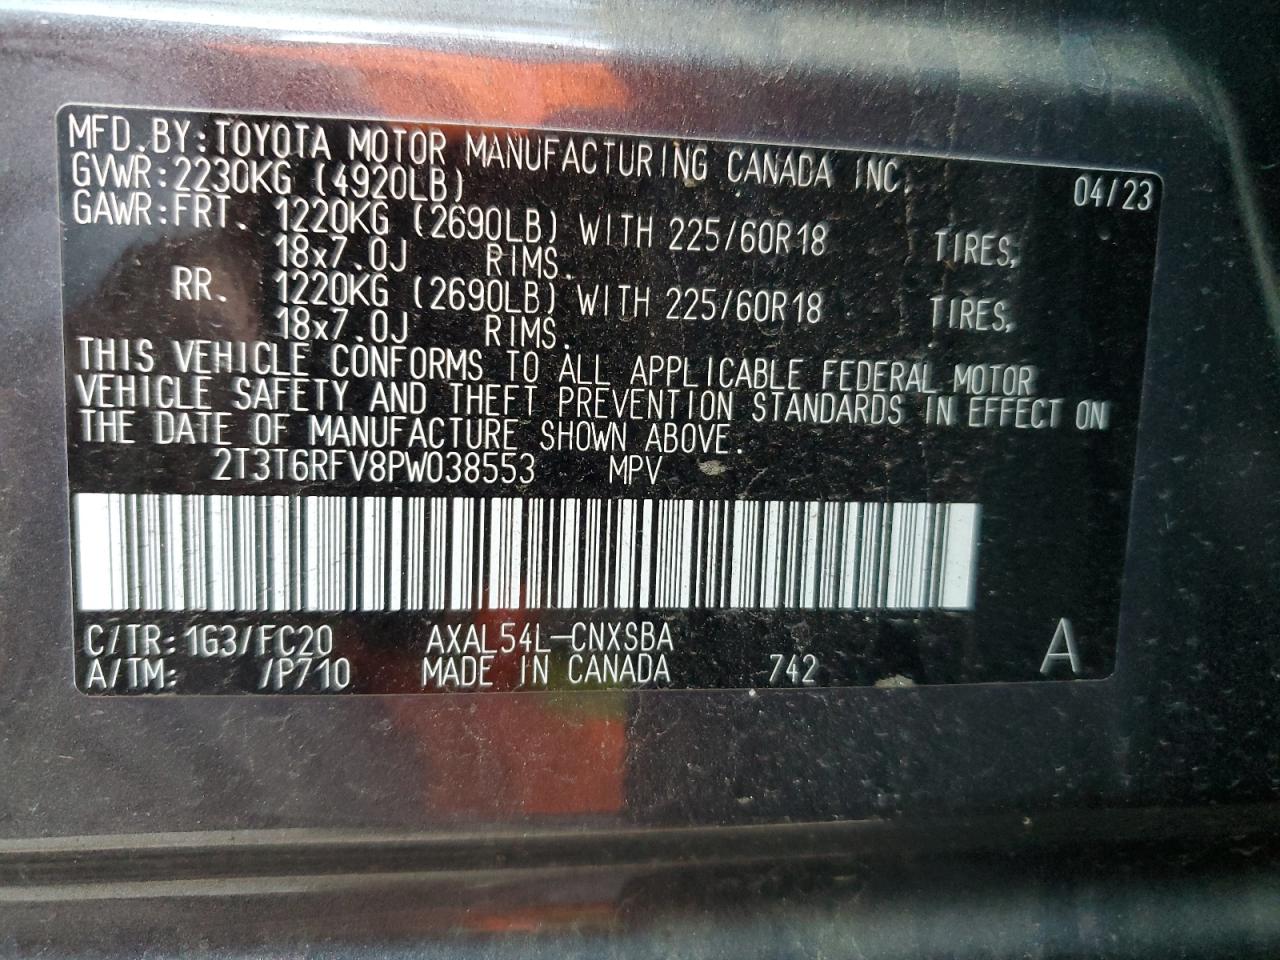 MFD.BY:TOYOTA MOTOR MANUFACTURING CANADA INC.
GVWR:2230KG (4920LB) 04/23
GAWR:FRT. 1220KG (2690LB) WITH 225/60R18 TIRES,
18x7.0J RIMS.
RR. 1220KG (2690LB) WITH 225/60R18 TIRES,
18x7.0J RIMS.
THIS VEHICLE CONFORMS TO ALL APPLICABLE FEDERAL MOTOR
VEHICLE SAFETY AND THEFT PREVENTION STANDARDS IN EFFECT ON
THE DATE OF MANUFACTURE SHOWN ABOVE.
2T3T6RFV8PW038553 MPV
C/TR:1G3/FC20 AXAL54L-CNXSBA A
A/TM: /P710 MADE IN CANADA 742